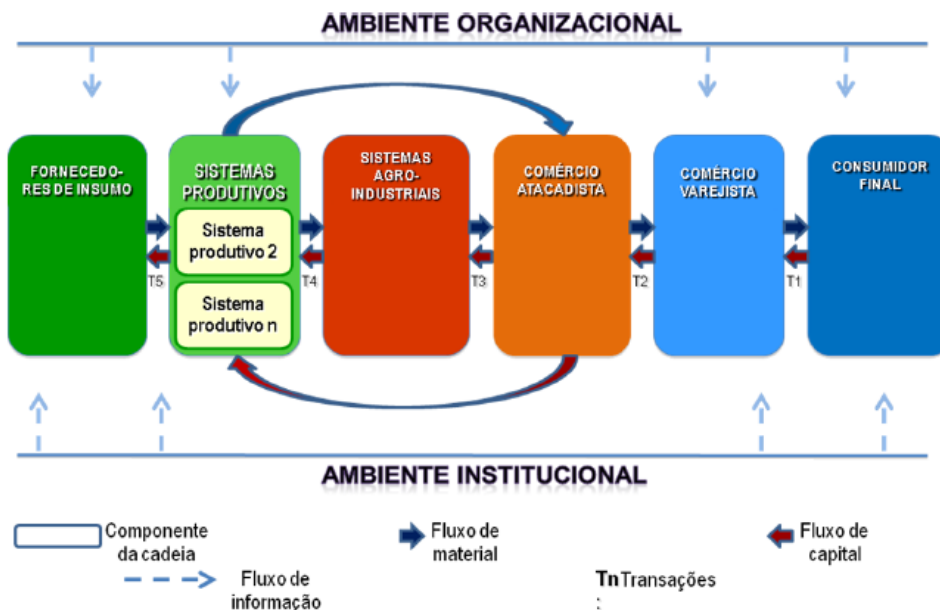 AMBIENTE ORGANIZACIONAL
FORNECEDO-
RES DE INSUMO
SISTEMAS
PRODUTIVOS
Sistema
produtivo 2
Sistema
produtivo n
SISTEMAS
AGRO-
INDUSTRIAIS
COMÉRCIO
ATACADISTA
COMÉRCIO
VAREJISTA
CONSUMIDOR
FINAL
T5
T4
T3
T2
T1
AMBIENTE INSTITUCIONAL
Componente
da cadeia
Fluxo de
material
Fluxo de
capital
Fluxo de
informação
Tn Transações
: